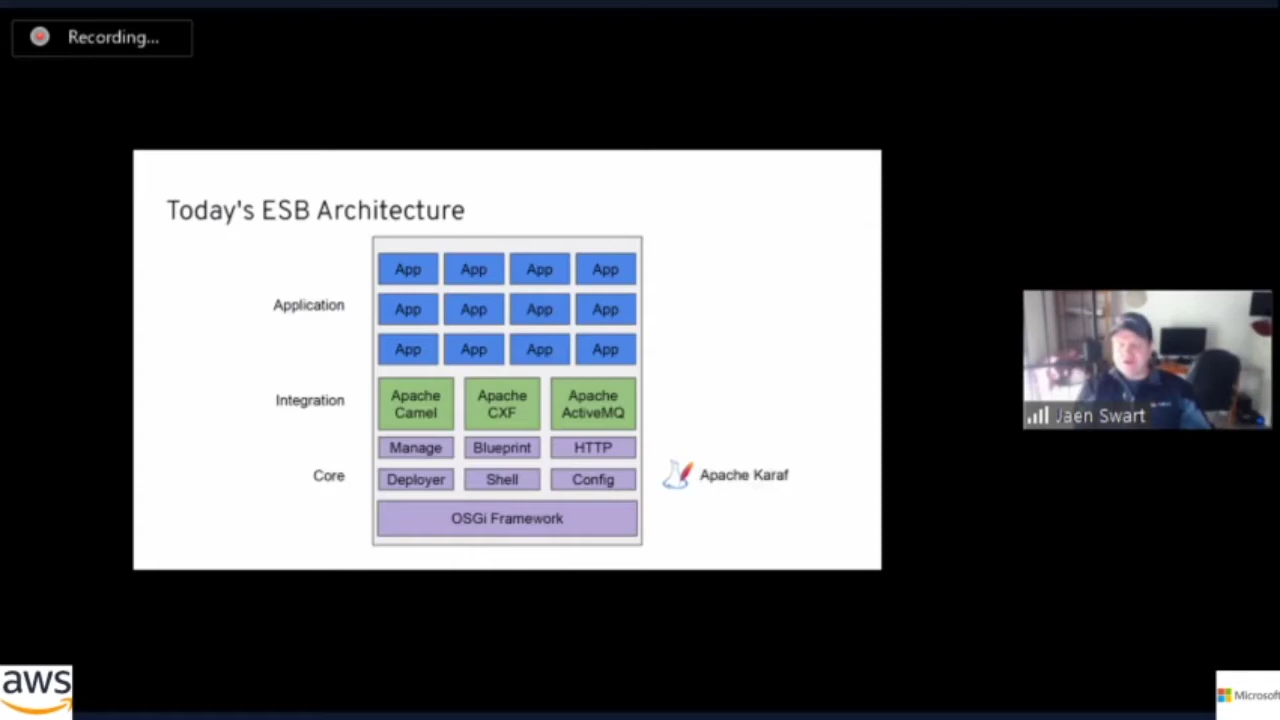 Recording...
Today's ESB Architecture
App App App App
Application
App App App App
App App App App
Integration
Apache Camel
Apache CXF
Apache ActiveMQ
Manage Blueprint HTTP
Core
Deployer Shell Config
Apache Karaf
OSGi Framework
Jaen Swart
aws
Microsoft